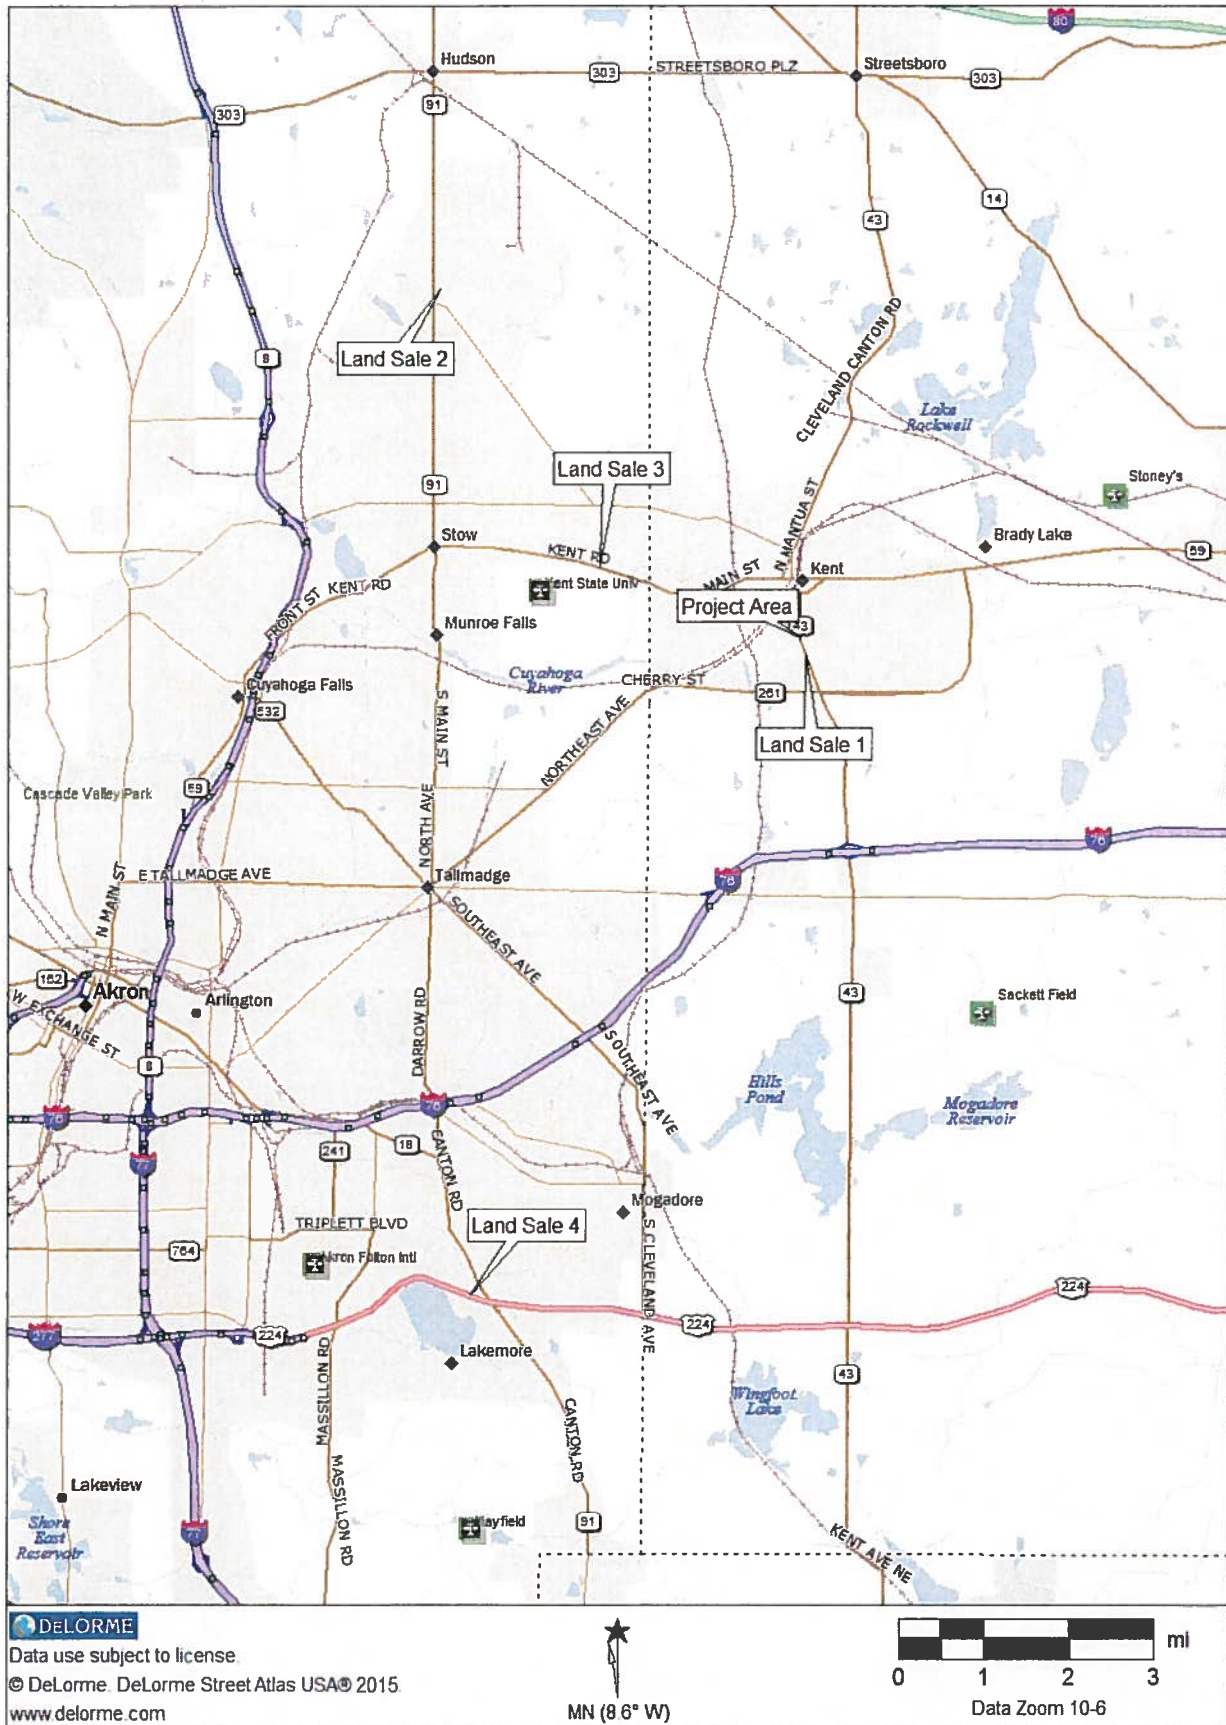 80
Hudson
303
STREETSBORO PLZ
Streetsboro
303
91
303
14
43
CLEVELAND CANTON RD
8
Land Sale 2
Lake
Rockwell
Land Sale 3
Stoney's
91
N MANTUA ST
Stow
KENT RD
Brady Lake
59
MAIN ST
Kent
KENT RD
FRONT ST
Kent State Univ
Project Area
43
Munroe Falls
Cuyahoga
River
CHERRY ST
261
Cuyahoga Falls
532
S MAIN ST
NORTHEAST AVE
Land Sale 1
59
Cascade Valley Park
NORTH AVE
76
76
E TALLMADGE AVE
Tallmadge
N MAIN ST
SOUTHEAST AVE
162
Akron
Arlington
W EXCHANGE ST
43
Sackett Field
DARROW RD
8
SOUTHEAST AVE
Hills
Pond
Mogadore
Reservoir
76
76
18
241
77
CANTON RD
Mogadore
TRIPLETT BLVD
Land Sale 4
764
Akron Fulton Intl
S CLEVELAND AVE
224
224
224
277
Lakemore
MASSILLON RD
43
Wingfoot
Lake
CANTON RD
MASSILLON RD
Lakeview
Shore
East
Reservoir
77
Mayfield
91
KENT AVE NE
DELORME
Data use subject to license.
© DeLorme. DeLorme Street Atlas USA® 2015.
www.delorme.com
MN (8.6° W)
mi
0 1 2 3
Data Zoom 10-6